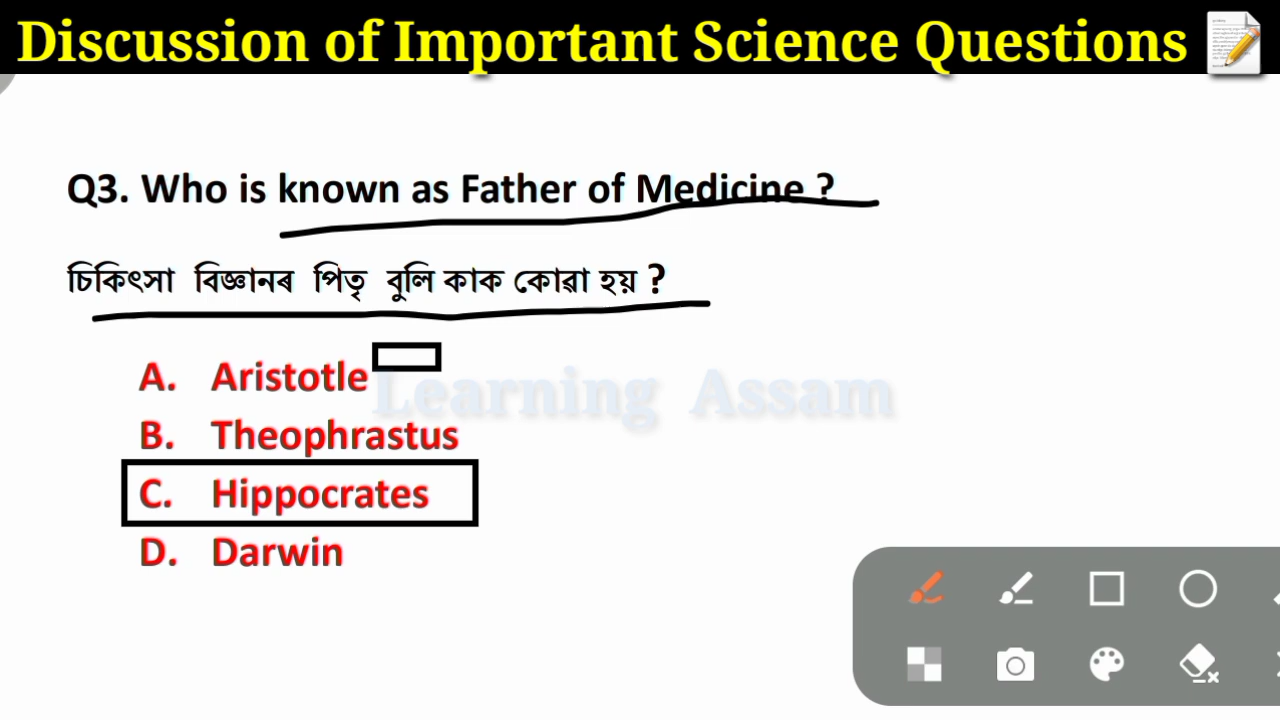 Discussion of Important Science Questions
Q3. Who is known as Father of Medicine ?
চিকিৎসা বিজ্ঞানৰ পিতৃ বুলি কাক কোৱা হয় ?
A. Aristotle
Learning Assam
B. Theophrastus
C. Hippocrates
D. Darwin